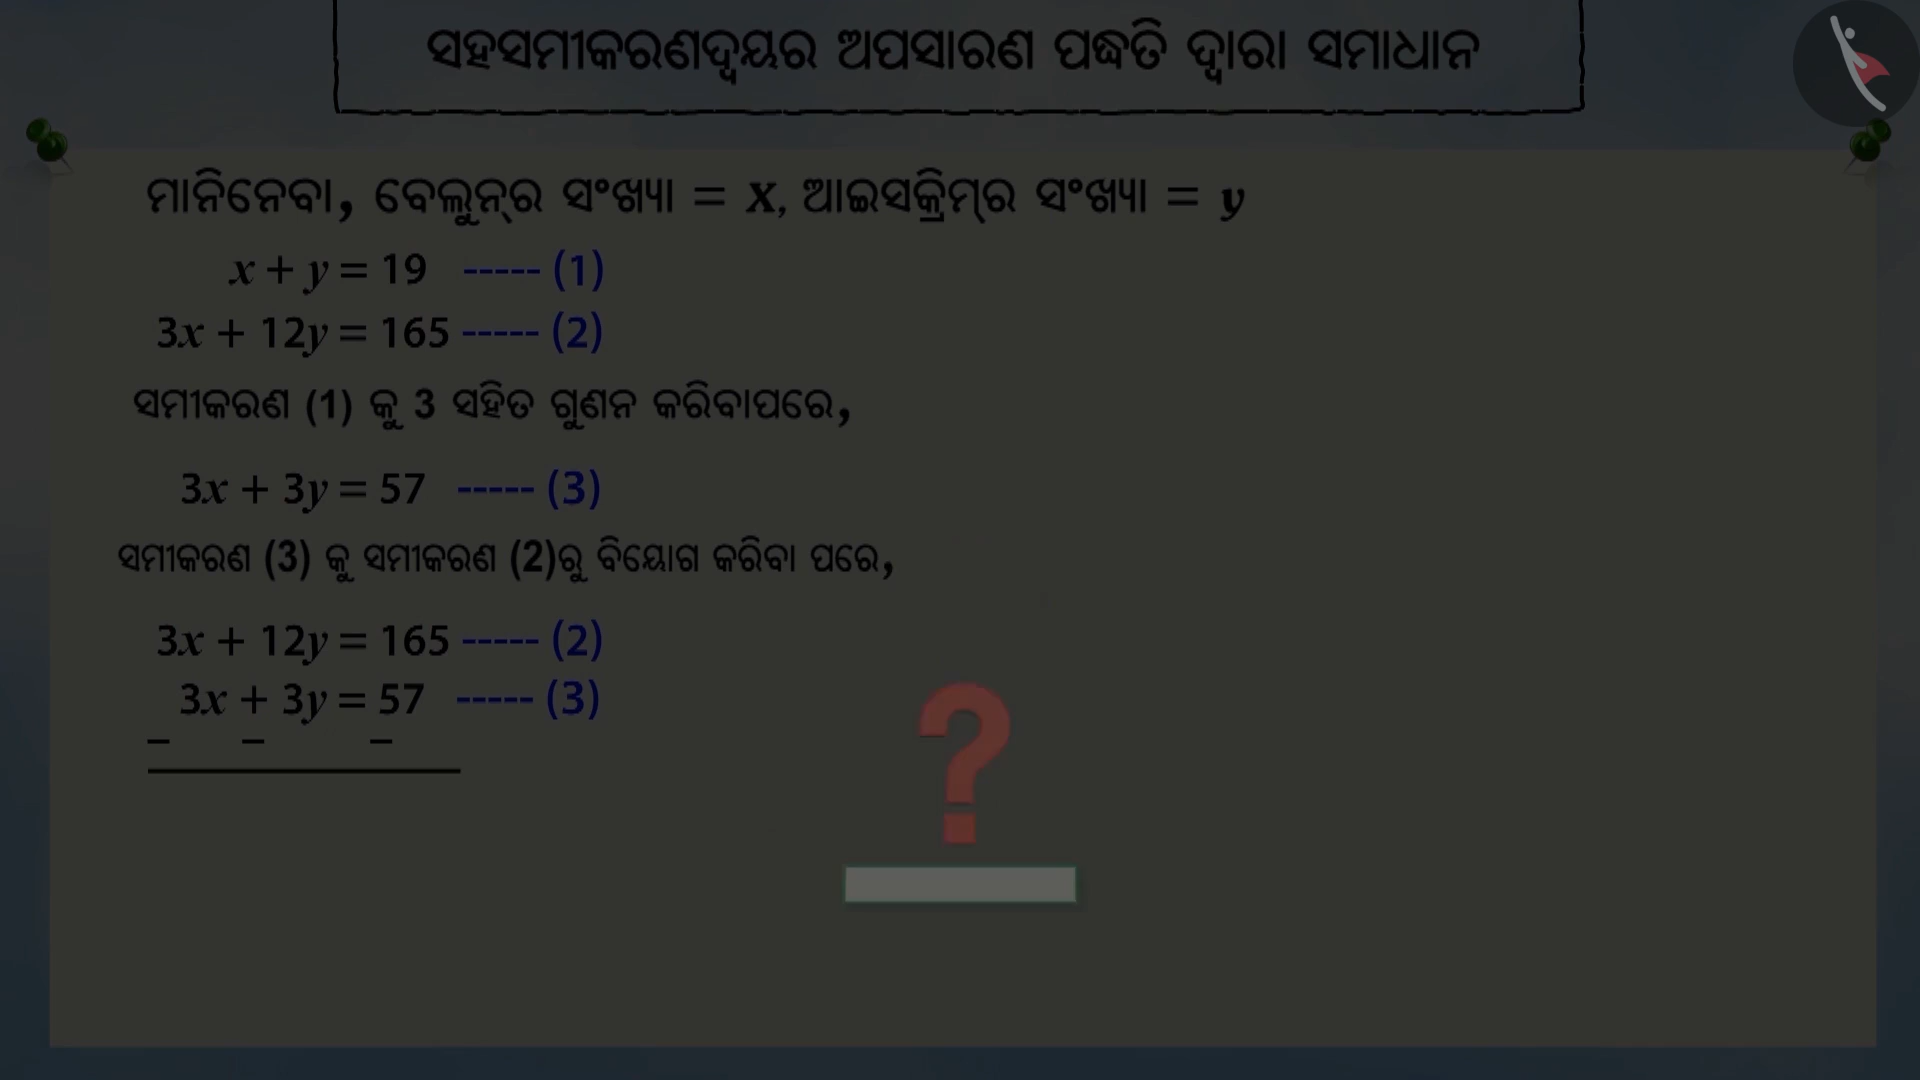 ସହସମୀକରଣଦ୍ୱୟର ଅପସାରଣ ପଦ୍ଧତି ଦ୍ୱାରା ସମାଧାନ
ମାନିନେବା, ବେଲୁନ୍‌ର ସଂଖ୍ୟା = x, ଆଇସକ୍ରିମ୍‌ର ସଂଖ୍ୟା = y
x + y = 19 ----- (1)
3x + 12y = 165 ----- (2)
ସମୀକରଣ (1) କୁ 3 ସହିତ ଗୁଣନ କରିବାପରେ,
3x + 3y = 57 ----- (3)
ସମୀକରଣ (3) କୁ ସମୀକରଣ (2)ରୁ ବିୟୋଗ କରିବା ପରେ,
3x + 12y = 165 ----- (2)
3x + 3y = 57 ----- (3)
– – –
?